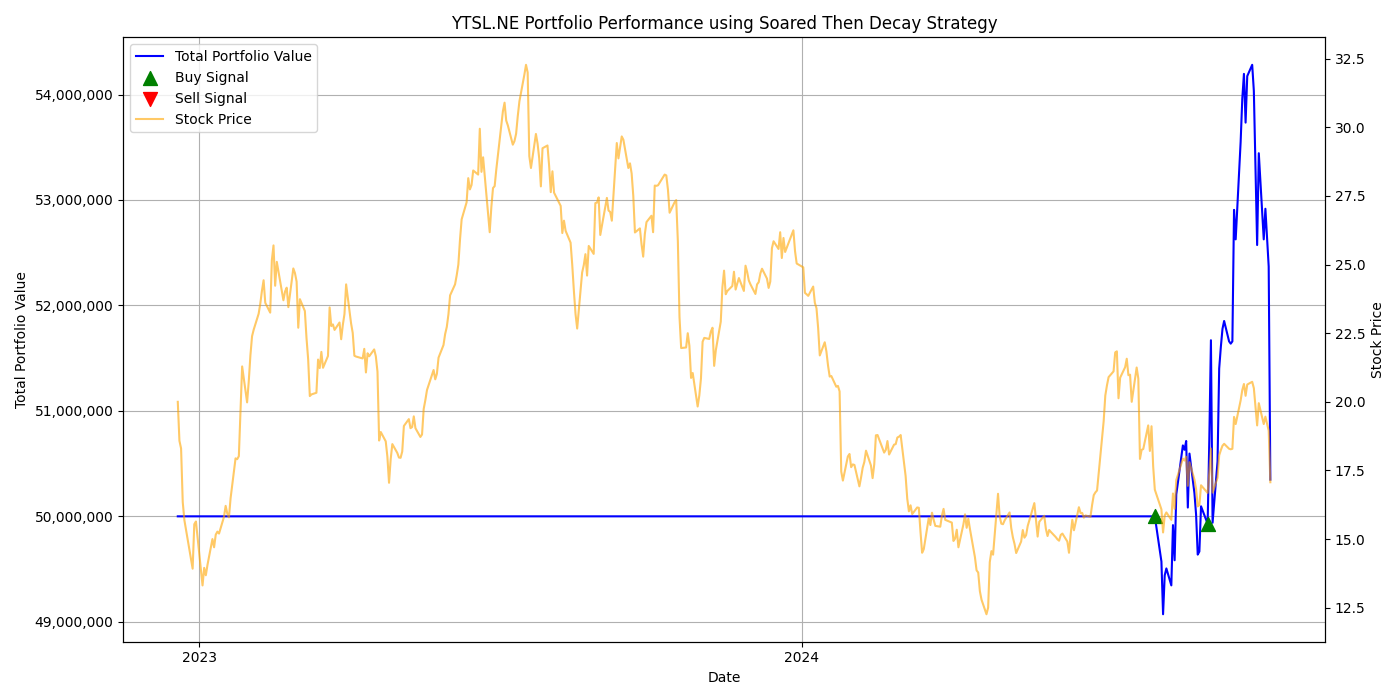 YTSL.NE Portfolio Performance using Soared Then Decay Strategy
Total Portfolio Value
Buy Signal
Sell Signal
Stock Price
54,000,000
53,000,000
52,000,000
51,000,000
50,000,000
49,000,000
Total Portfolio Value
32.5
30.0
27.5
25.0
22.5
20.0
17.5
15.0
12.5
Stock Price
2023
2024
Date